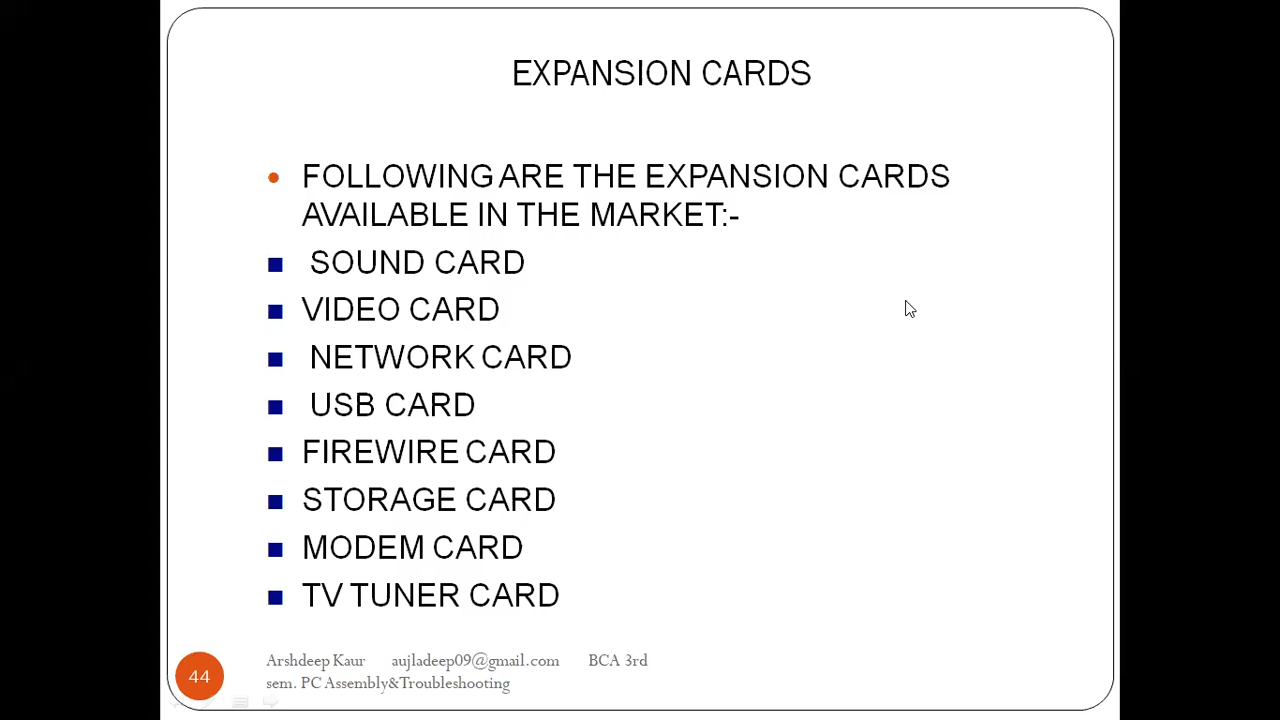 EXPANSION CARDS
FOLLOWING ARE THE EXPANSION CARDS
AVAILABLE IN THE MARKET:-
SOUND CARD
VIDEO CARD
NETWORK CARD
USB CARD
FIREWIRE CARD
STORAGE CARD
MODEM CARD
TV TUNER CARD
Arshdeep Kaur aujladeep09@gmail.com BCA 3rd
sem. PC Assembly&Troubleshooting
44